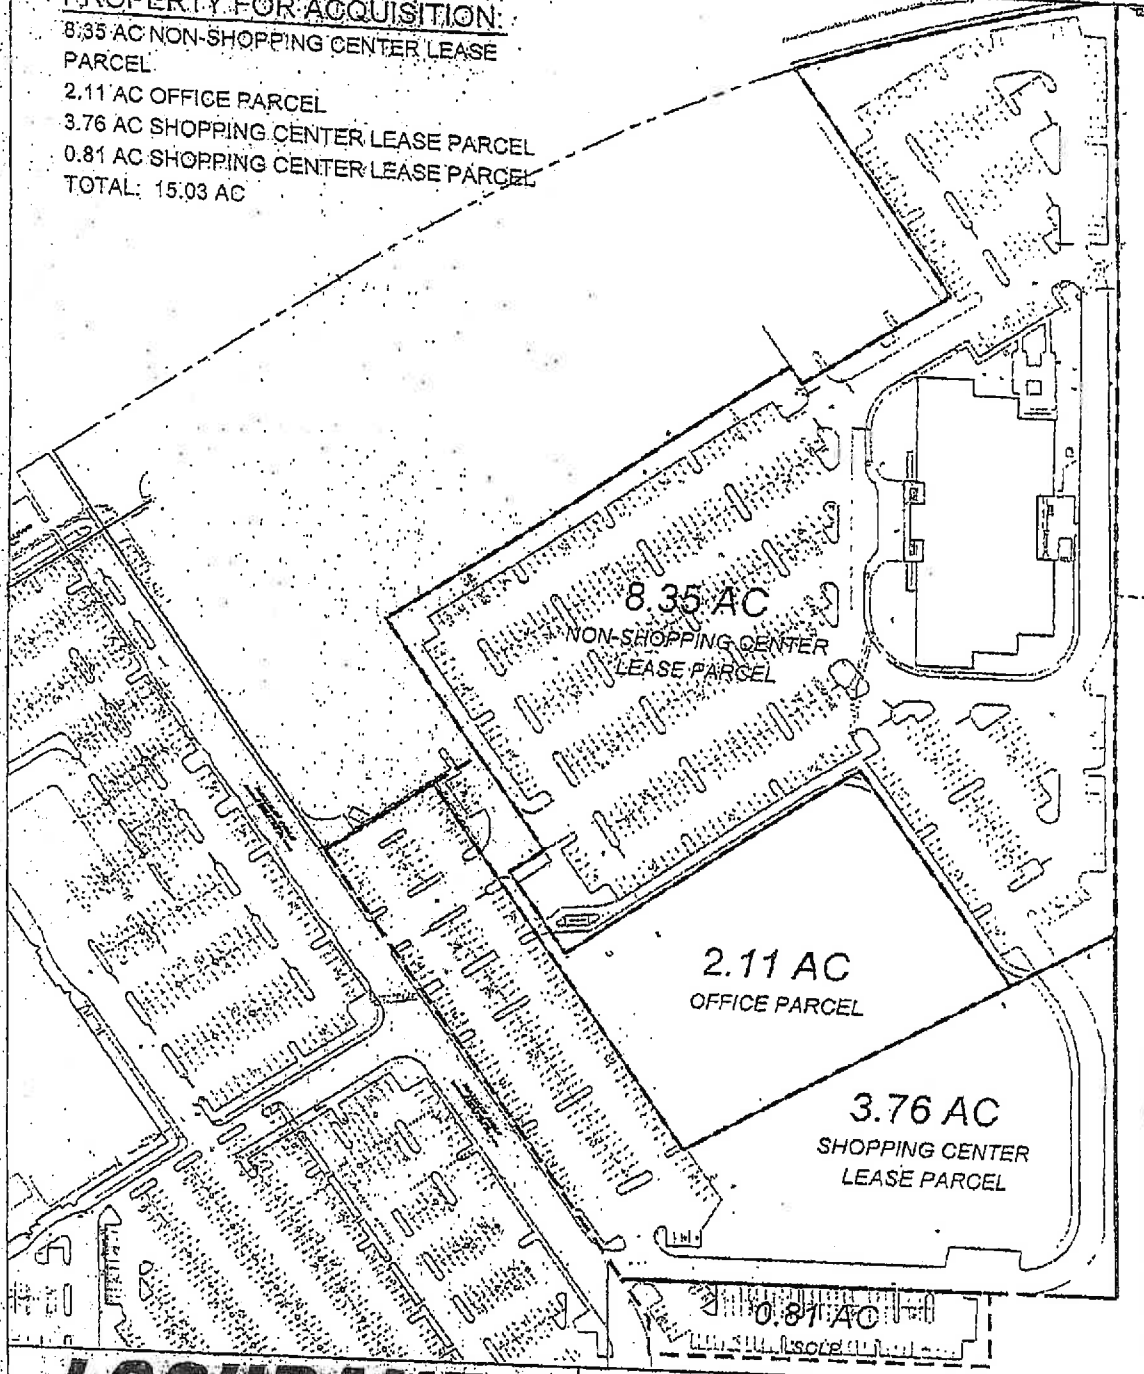 PROPERTY FOR ACQUISITION:
8.35 AC NON-SHOPPING CENTER LEASE
PARCEL
2.11 AC OFFICE PARCEL
3.76 AC SHOPPING CENTER LEASE PARCEL
0.81 AC SHOPPING CENTER LEASE PARCEL
TOTAL: 15.03 AC
8.35 AC
NON-SHOPPING CENTER
LEASE PARCEL
2.11 AC
OFFICE PARCEL
3.76 AC
SHOPPING CENTER
LEASE PARCEL
0.81 AC
SCLP